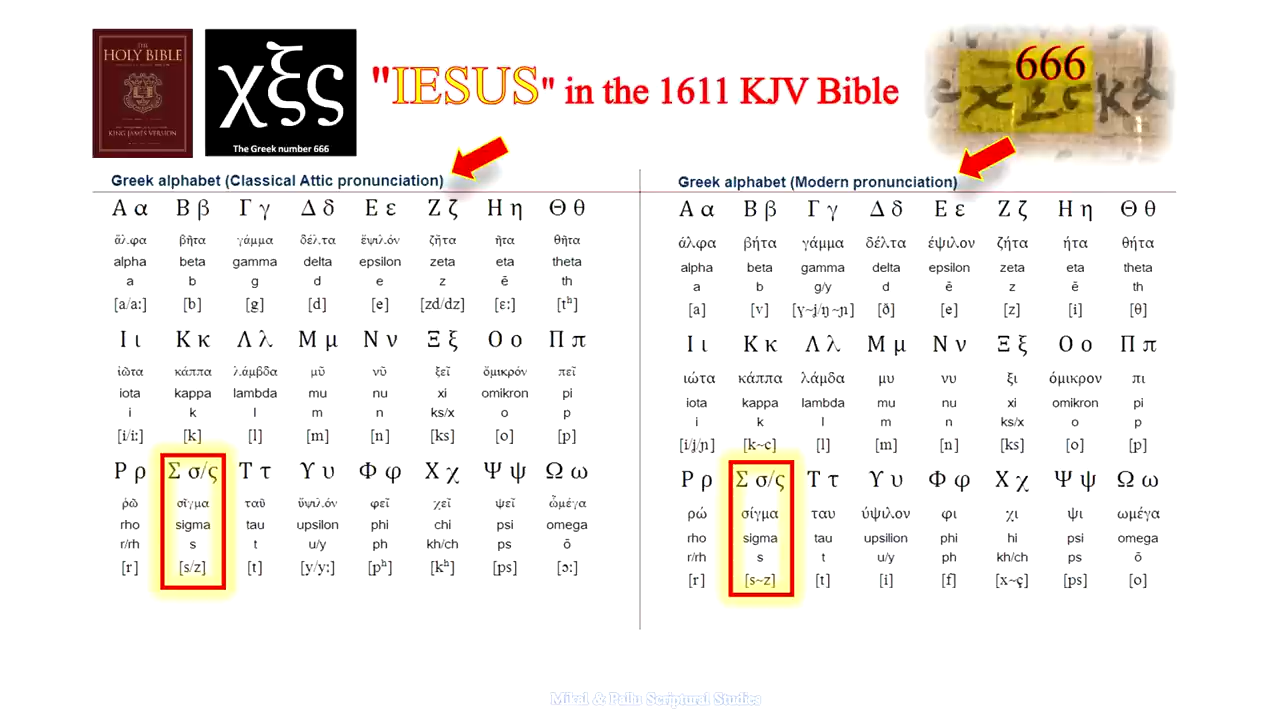 THE
HOLY BIBLE
KING JAMES VERSION
χξς
The Greek number 666
"IESUS" in the 1611 KJV Bible
666
Greek alphabet (Classical Attic pronunciation)
Α α Β β Γ γ Δ δ Ε ε Ζ ζ Η η Θ θ
ἄλφα βῆτα γάμμα δέλτα ἒψιλόν ζῆτα ἦτα θῆτα
alpha beta gamma delta epsilon zeta eta theta
a b g d e z ē th
[a/aː] [b] [g] [d] [e] [zd/dz] [ɛː] [tʰ]
Ι ι Κ κ Λ λ Μ μ Ν ν Ξ ξ Ο ο Π π
ἰῶτα κάππα λάμβδα μῦ νῦ ξεῖ ὄμικρόν πεῖ
iota kappa lambda mu nu xi omikron pi
i k l m n ks/x o p
[i/iː] [k] [l] [m] [n] [ks] [o] [p]
Ρ ρ Σ σ/ς Τ τ Υ υ Φ φ Χ χ Ψ ψ Ω ω
ῥῶ σῖγμα ταῦ ὔψιλόν φεῖ χεῖ ψεῖ ὦμέγα
rho sigma tau upsilon phi chi psi omega
r/rh s t u/y ph kh/ch ps ō
[r] [s/z] [t] [y/yː] [pʰ] [kʰ] [ps] [ɔː]
Greek alphabet (Modern pronunciation)
Α α Β β Γ γ Δ δ Ε ε Ζ ζ Η η Θ θ
άλφα βήτα γάμμα δέλτα έψιλον ζήτα ήτα θήτα
alpha beta gamma delta epsilon zeta eta theta
a b g/y d ē z ē th
[a] [v] [ɣ~j/ŋ~ɲ] [ð] [e] [z] [i] [θ]
Ι ι Κ κ Λ λ Μ μ Ν ν Ξ ξ Ο ο Π π
ιώτα κάππα λάμδα μυ νυ ξι όμικρον πι
iota kappa lambda mu nu xi omikron pi
i k l m n ks/x o p
[i/j/ɲ] [k~c] [l] [m] [n] [ks] [o] [p]
Ρ ρ Σ σ/ς Τ τ Υ υ Φ φ Χ χ Ψ ψ Ω ω
ρώ σίγμα ταυ ύψιλον φι χι ψι ωμέγα
rho sigma tau upsilion phi hi psi omega
r/rh s t u/y ph kh/ch ps ō
[r] [s~z] [t] [i] [f] [x~ç] [ps] [o]
Mikal & Pallu Scriptural Studies